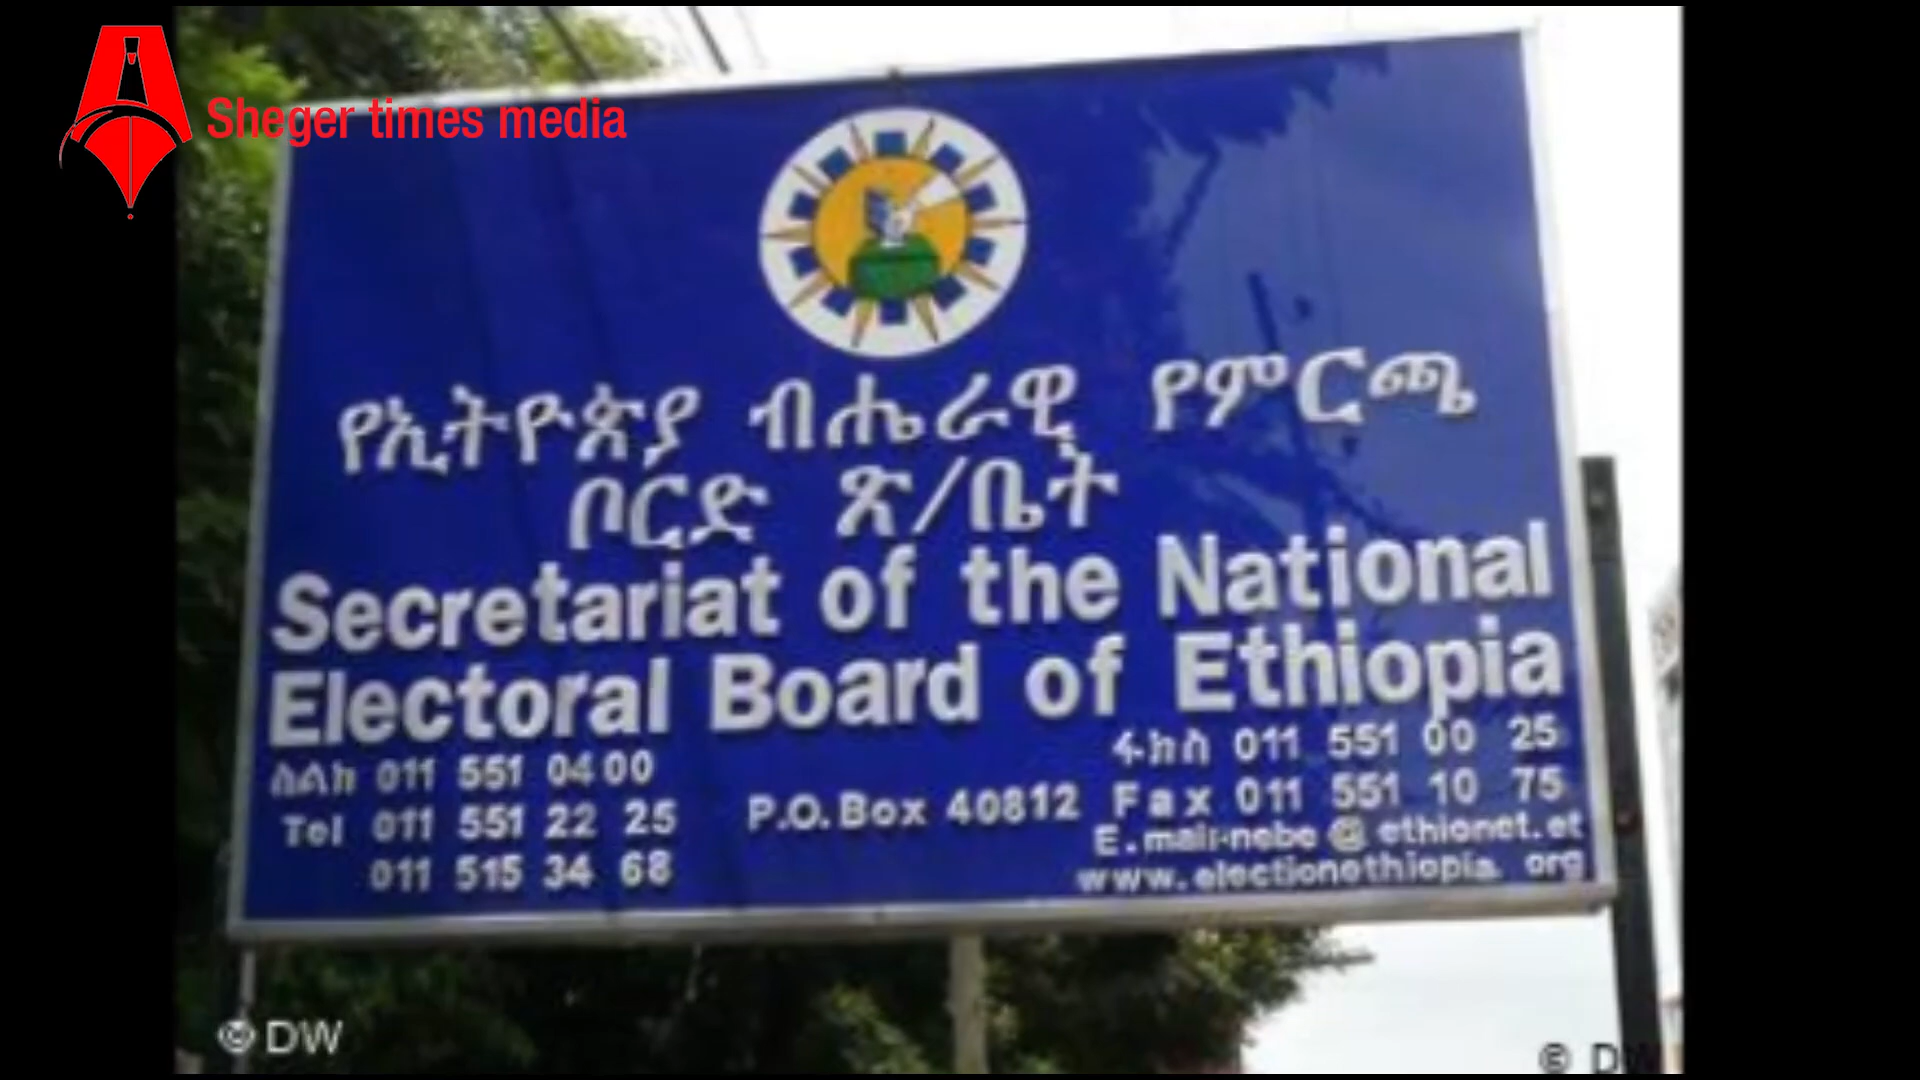 Sheger times media
የኢትዮጵያ ብሔራዊ የምርጫ
ቦርድ ጽ/ቤት
Secretariat of the National
Electoral Board of Ethiopia
ስልክ 011 551 04 00
Tel 011 551 22 25
011 515 34 68
P.O.Box 40812
ፋክስ 011 551 00 25
Fax 011 551 10 75
E.mail:nebe @ ethionet.et
www.electionethiopia. org
© DW
© DW